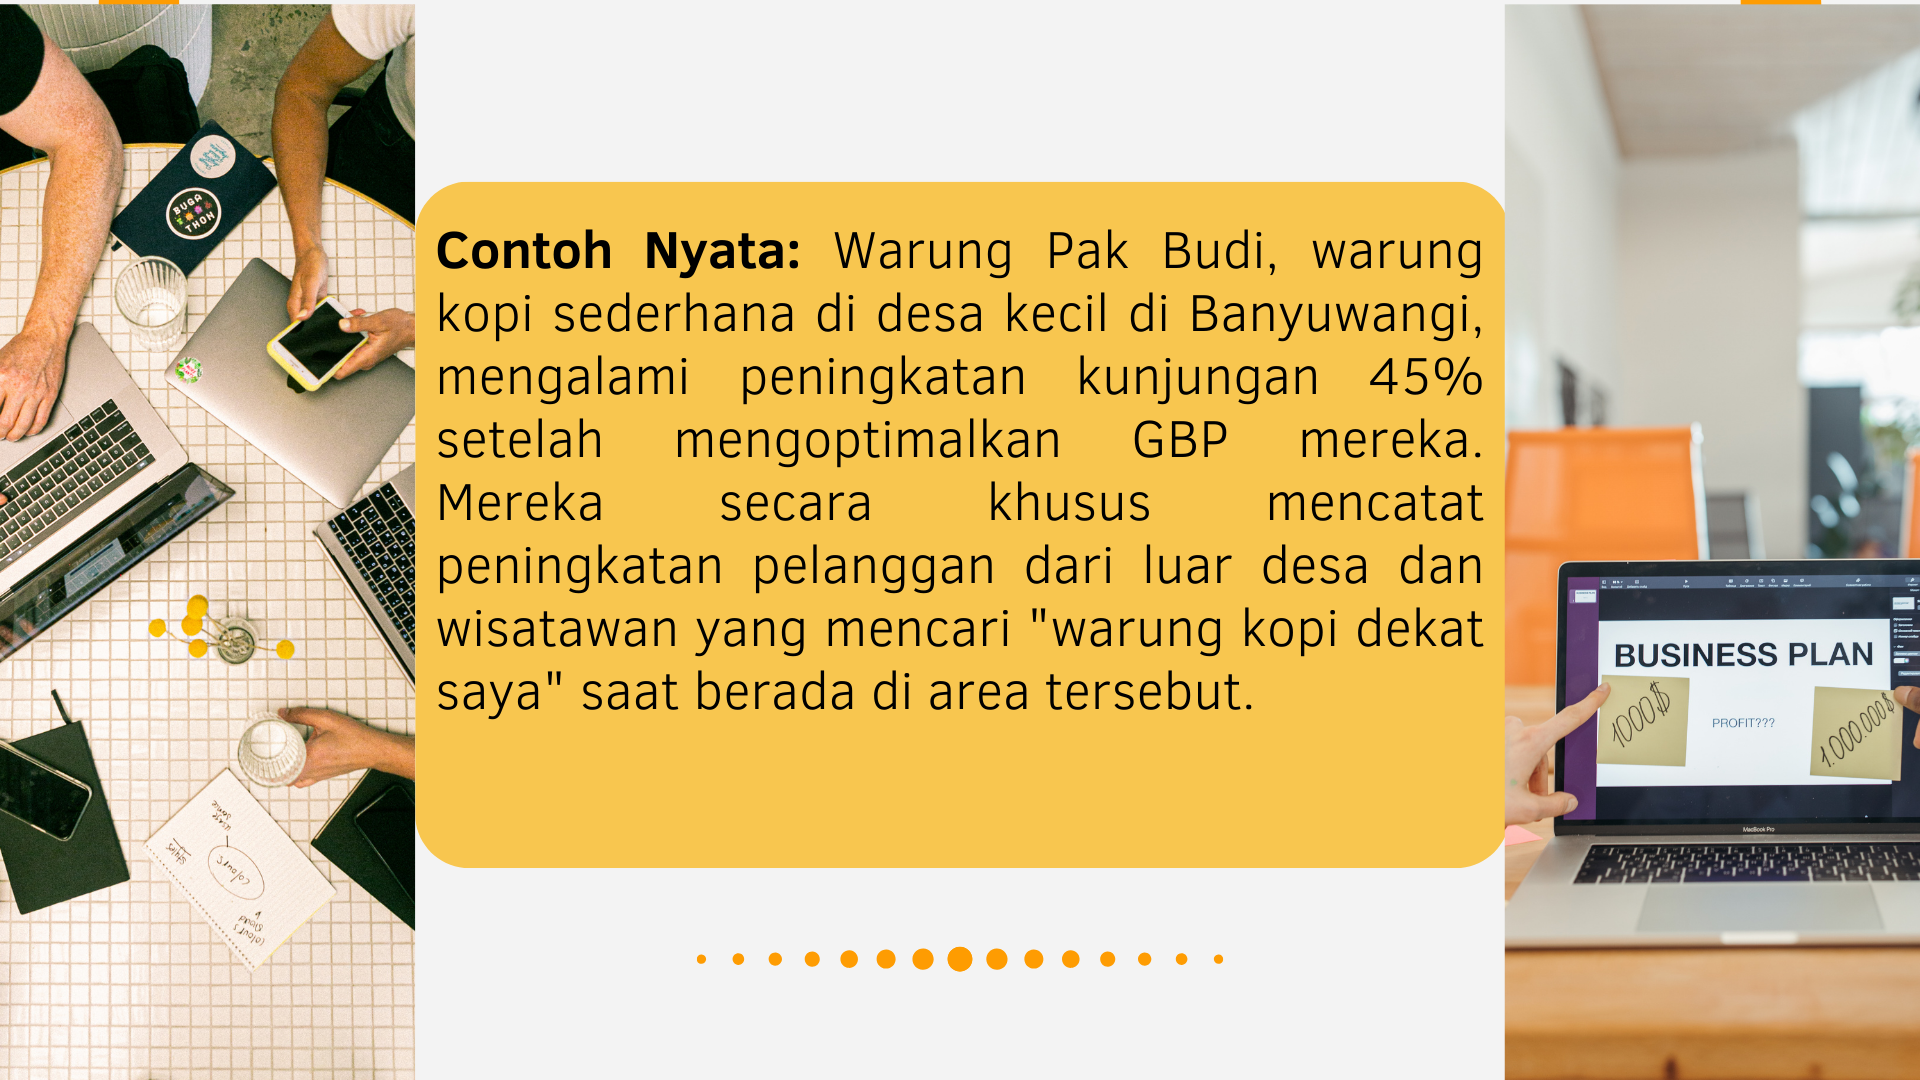 Contoh Nyata: Warung Pak Budi, warung
kopi sederhana di desa kecil di Banyuwangi,
mengalami peningkatan kunjungan 45%
setelah mengoptimalkan GBP mereka.
Mereka secara khusus mencatat
peningkatan pelanggan dari luar desa dan
wisatawan yang mencari "warung kopi dekat
saya" saat berada di area tersebut.
BUGA
THON
colours
BUSINESS PLAN
1000$
PROFIT???
1.000.000$
MacBook Pro